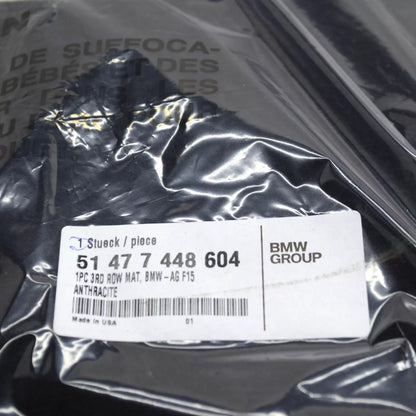 DE SUFFOCA-
BÉBÉS ET DES
1 Stueck / piece
51 47 7 448 604
1PC 3RD ROW MAT, BMW-AG F15
ANTHRACITE
Made in USA
01
BMW
GROUP